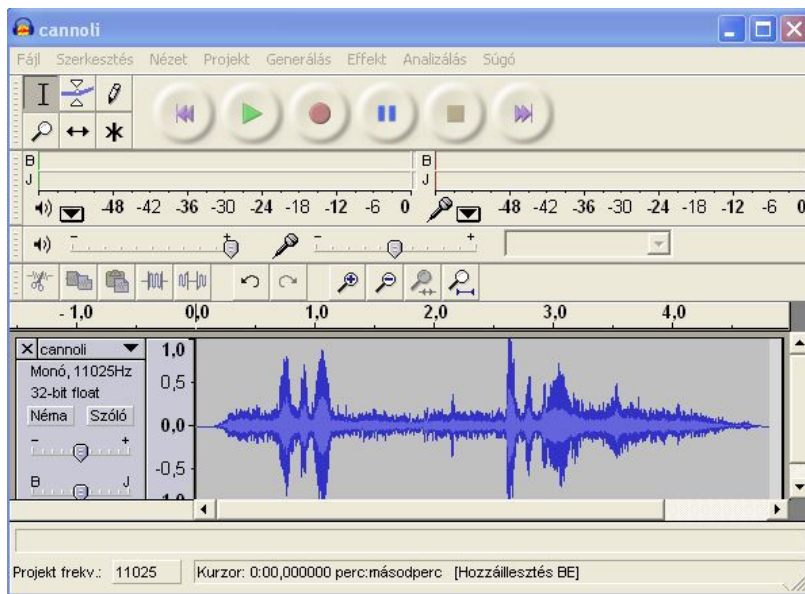 cannoli
Fájl Szerkesztés Nézet Projekt Generálás Effekt Analizálás Súgó
B B
J J
-48 -42 -36 -30 -24 -18 -12 -6 0 -48 -42 -36 -30 -24 -18 -12 -6 0
- + - +
- 1,0 0,0 1,0 2,0 3,0 4,0
cannoli 1,0
Monó, 11025Hz
32-bit float 0,5
Néma Szóló 0,0
- +
-0,5
B J
-1,0
Projekt frekv.: 11025 Kurzor: 0:00,000000 perc:másodperc [Hozzáillesztés BE]